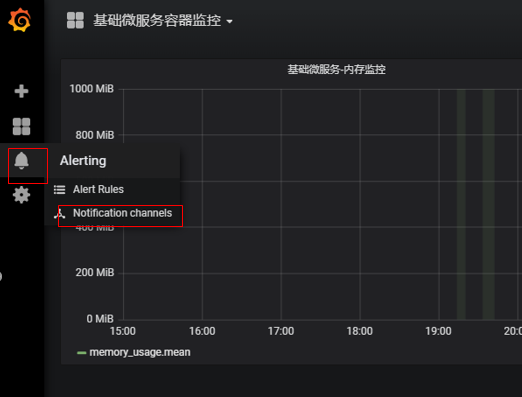 基础微服务容器监控
基础微服务-内存监控
1000 MiB
800 MiB
Alerting
Alert Rules
Notification channels
400 MiB
200 MiB
0 MiB
15:00 16:00 17:00 18:00 19:00 20:0
memory_usage.mean